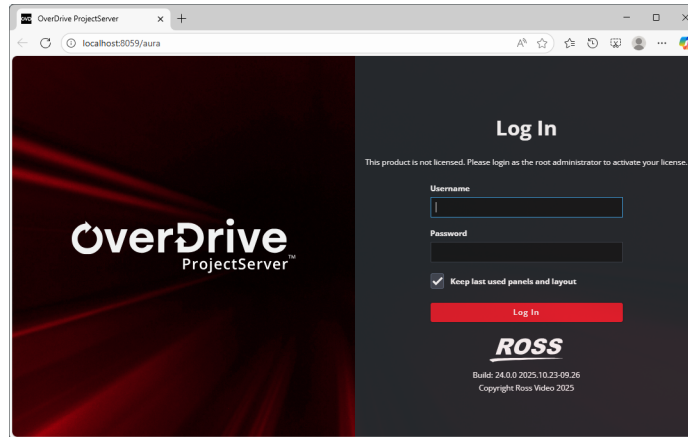 OVD OverDrive ProjectServer
localhost:8059/aura
OverDrive
ProjectServer™
Log In
This product is not licensed. Please login as the root administrator to activate your license.
Username
Password
Keep last used panels and layout
Log In
ROSS
Build: 24.0.0 2025.10.23-09.26
Copyright Ross Video 2025